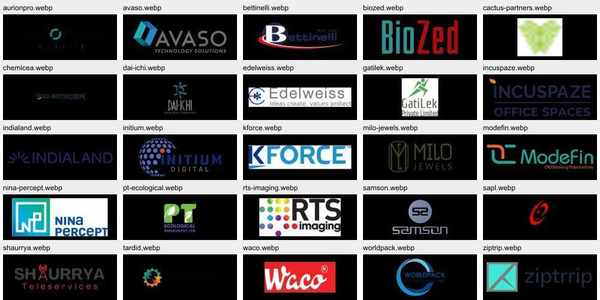 aurionpro.webp
avaso.webp
bettinelli.webp
biozed.webp
cactus-partners.webp
AVASO
TECHNOLOGY SOLUTIONS
Bettinelli
BioZed
chemicea.webp
dai-ichi.webp
edelweiss.webp
gatilek.webp
incuspaze.webp
DAI-ICHI
Edelweiss
Ideas create, values protect
GatiLek
Private Limited
INCUSPAZE
OFFICE SPACES
indialand.webp
initium.webp
kforce.webp
milo-jewels.webp
modefin.webp
INDIALAND
INITIUM
DIGITAL
KFORCE
MILO
JEWELS
ModeFin
nina-percept.webp
pt-ecological.webp
rts-imaging.webp
samson.webp
sapl.webp
NINA
PERCEPT
PT
ECOLOGICAL
RTS
imaging
samson
shaurrya.webp
tardid.webp
waco.webp
worldpack.webp
ziptrip.webp
SHAURRYA
Teleservices
Waco
WORLDPACK
ziptrrip